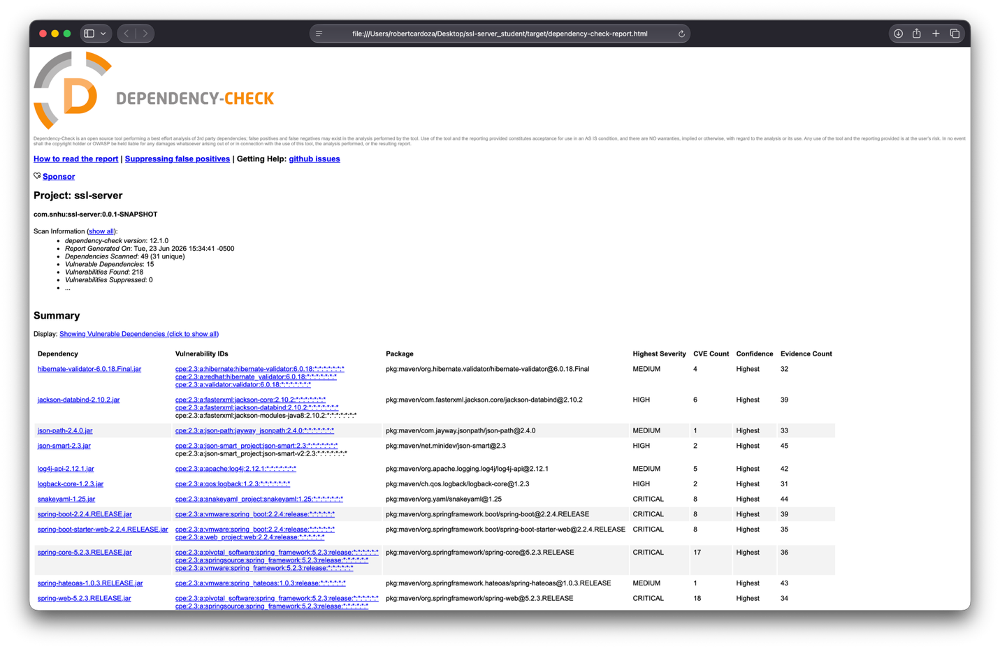 file:///Users/robertcardoza/Desktop/ssl-server_student/target/dependency-check-report.html
D
DEPENDENCY-CHECK
Dependency-Check is an open source tool performing a best effort analysis of 3rd party dependencies; false positives and false negatives may exist in the analysis performed by the tool. Use of the tool and the reporting provided constitutes acceptance for use in an AS IS condition, and there are NO warranties, implied or otherwise, with regard to the analysis or its use. Any use of the tool and the reporting provided is at the user's risk. In no event
shall the copyright holder or OWASP be held liable for any damages whatsoever arising out of or in connection with the use of this tool, the analysis performed, or the resulting report.
How to read the report | Suppressing false positives | Getting Help: github issues
Sponsor
Project: ssl-server
com.snhu:ssl-server:0.0.1-SNAPSHOT
Scan Information (show all):
• dependency-check version: 12.1.0
• Report Generated On: Tue, 23 Jun 2026 15:34:41 -0500
• Dependencies Scanned: 49 (31 unique)
• Vulnerable Dependencies: 15
• Vulnerabilities Found: 218
• Vulnerabilities Suppressed: 0
• ...
Summary
Display: Showing Vulnerable Dependencies (click to show all)
Dependency Vulnerability IDs Package Highest Severity CVE Count Confidence Evidence Count
hibernate-validator-6.0.18.Final.jar cpe:2.3:a:hibernate:hibernate-validator:6.0.18:*:*:*:*:*:*:* pkg:maven/org.hibernate.validator/hibernate-validator@6.0.18.Final MEDIUM 4 Highest 32
cpe:2.3:a:redhat:hibernate_validator:6.0.18:*:*:*:*:*:*:*
cpe:2.3:a:validator:validator:6.0.18:*:*:*:*:*:*:*
jackson-databind-2.10.2.jar cpe:2.3:a:fasterxml:jackson-core:2.10.2:*:*:*:*:*:*:* pkg:maven/com.fasterxml.jackson.core/jackson-databind@2.10.2 HIGH 6 Highest 39
cpe:2.3:a:fasterxml:jackson-databind:2.10.2:*:*:*:*:*:*:*
cpe:2.3:a:fasterxml:jackson-modules-java8:2.10.2:*:*:*:*:*:*:*
json-path-2.4.0.jar cpe:2.3:a:json-path:jayway_jsonpath:2.4.0:*:*:*:*:*:*:* pkg:maven/com.jayway.jsonpath/json-path@2.4.0 MEDIUM 1 Highest 33
json-smart-2.3.jar cpe:2.3:a:json-smart_project:json-smart:2.3:*:*:*:*:*:*:* pkg:maven/net.minidev/json-smart@2.3 HIGH 2 Highest 45
cpe:2.3:a:json-smart_project:json-smart-v2:2.3:*:*:*:*:*:*:*
log4j-api-2.12.1.jar cpe:2.3:a:apache:log4j:2.12.1:*:*:*:*:*:*:* pkg:maven/org.apache.logging.log4j/log4j-api@2.12.1 MEDIUM 5 Highest 42
logback-core-1.2.3.jar cpe:2.3:a:qos:logback:1.2.3:*:*:*:*:*:*:* pkg:maven/ch.qos.logback/logback-core@1.2.3 HIGH 2 Highest 31
snakeyaml-1.25.jar cpe:2.3:a:snakeyaml_project:snakeyaml:1.25:*:*:*:*:*:*:* pkg:maven/org.yaml/snakeyaml@1.25 CRITICAL 8 Highest 44
spring-boot-2.2.4.RELEASE.jar cpe:2.3:a:vmware:spring_boot:2.2.4:release:*:*:*:*:*:* pkg:maven/org.springframework.boot/spring-boot@2.2.4.RELEASE CRITICAL 8 Highest 39
spring-boot-starter-web-2.2.4.RELEASE.jar cpe:2.3:a:vmware:spring_boot:2.2.4:release:*:*:*:*:*:* pkg:maven/org.springframework.boot/spring-boot-starter-web@2.2.4.RELEASE CRITICAL 8 Highest 35
cpe:2.3:a:web_project:web:2.2.4:release:*:*:*:*:*:*
spring-core-5.2.3.RELEASE.jar cpe:2.3:a:pivotal_software:spring_framework:5.2.3:release:*:*:*:*:*:* pkg:maven/org.springframework/spring-core@5.2.3.RELEASE CRITICAL 17 Highest 36
cpe:2.3:a:springsource:spring_framework:5.2.3:release:*:*:*:*:*:*
cpe:2.3:a:vmware:spring_framework:5.2.3:release:*:*:*:*:*:*
spring-hateoas-1.0.3.RELEASE.jar cpe:2.3:a:vmware:spring_hateoas:1.0.3:release:*:*:*:*:*:* pkg:maven/org.springframework.hateoas/spring-hateoas@1.0.3.RELEASE MEDIUM 1 Highest 43
spring-web-5.2.3.RELEASE.jar cpe:2.3:a:pivotal_software:spring_framework:5.2.3:release:*:*:*:*:*:* pkg:maven/org.springframework/spring-web@5.2.3.RELEASE CRITICAL 18 Highest 34
cpe:2.3:a:springsource:spring_framework:5.2.3:release:*:*:*:*:*:*